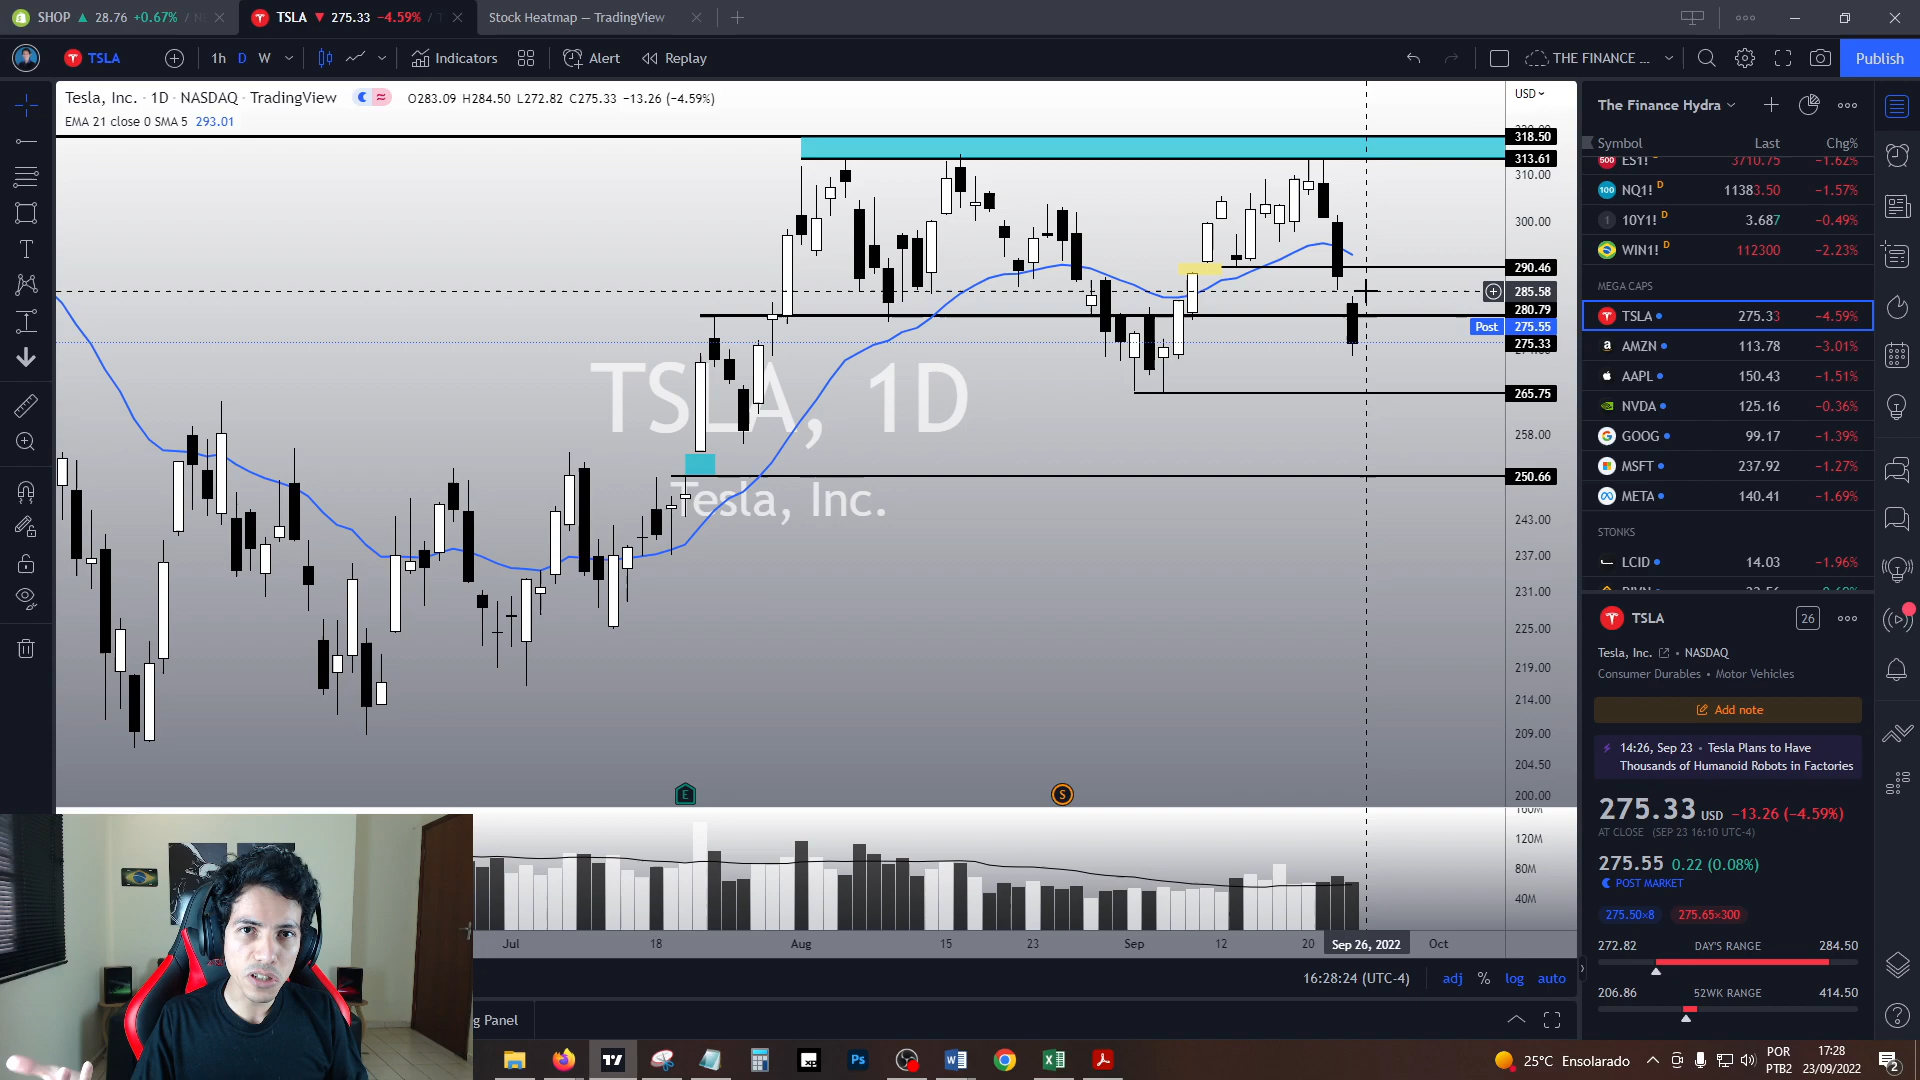 SHOP ▲ 28.76 +0.67% / N
TSLA ▼ 275.33 −4.59% / T
Stock Heatmap — TradingView
TSLA
1h D W
Indicators
Alert
Replay
THE FINANCE ...
Publish
Tesla, Inc. · 1D · NASDAQ · TradingView
O283.09 H284.50 L272.82 C275.33 −13.26 (−4.59%)
EMA 21 close 0 SMA 5 293.01
TSLA, 1D
Tesla, Inc.
USD
318.50
313.61
310.00
300.00
290.46
285.58
280.79
Post 275.55
275.33
265.75
258.00
250.66
243.00
237.00
231.00
225.00
219.00
214.00
209.00
204.50
200.00
E
S
160M
120M
80M
40M
Jul
18
Aug
15
23
Sep
12
20
Sep 26, 2022
Oct
16:28:24 (UTC-4)
adj % log auto
g Panel
The Finance Hydra
Symbol Last Chg%
500 ES1! D 3710.75 −1.62%
100 NQ1! D 11383.50 −1.57%
1 10Y1! D 3.687 −0.49%
WIN1! D 112300 −2.23%
MEGA CAPS
TSLA 275.33 −4.59%
AMZN 113.78 −3.01%
AAPL 150.43 −1.51%
NVDA 125.16 −0.36%
GOOG 99.17 −1.39%
MSFT 237.92 −1.27%
META 140.41 −1.69%
STONKS
LCID 14.03 −1.96%
TSLA
26
Tesla, Inc. • NASDAQ
Consumer Durables • Motor Vehicles
Add note
14:26, Sep 23 • Tesla Plans to Have
Thousands of Humanoid Robots in Factories
275.33 USD −13.26 (−4.59%)
AT CLOSE (SEP 23 16:10 UTC-4)
275.55 0.22 (0.08%)
POST MARKET
275.50×8 275.65×300
272.82 DAY'S RANGE 284.50
206.86 52WK RANGE 414.50
Ps
25°C Ensolarado
POR
PTB2
17:28
23/09/2022
2